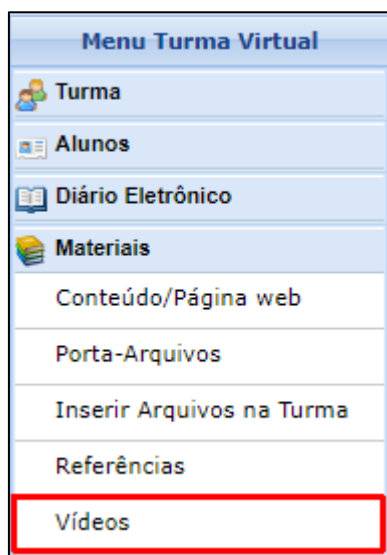 Menu Turma Virtual
Turma
Alunos
Diário Eletrônico
Materiais
Conteúdo/Página web
Porta-Arquivos
Inserir Arquivos na Turma
Referências
Vídeos